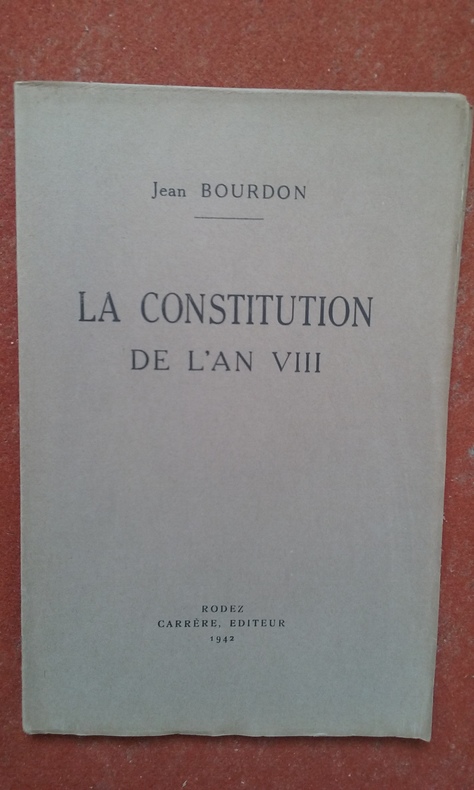 Jean BOURDON
LA CONSTITUTION
DE L'AN VIII
RODEZ
CARRÈRE, EDITEUR
1942